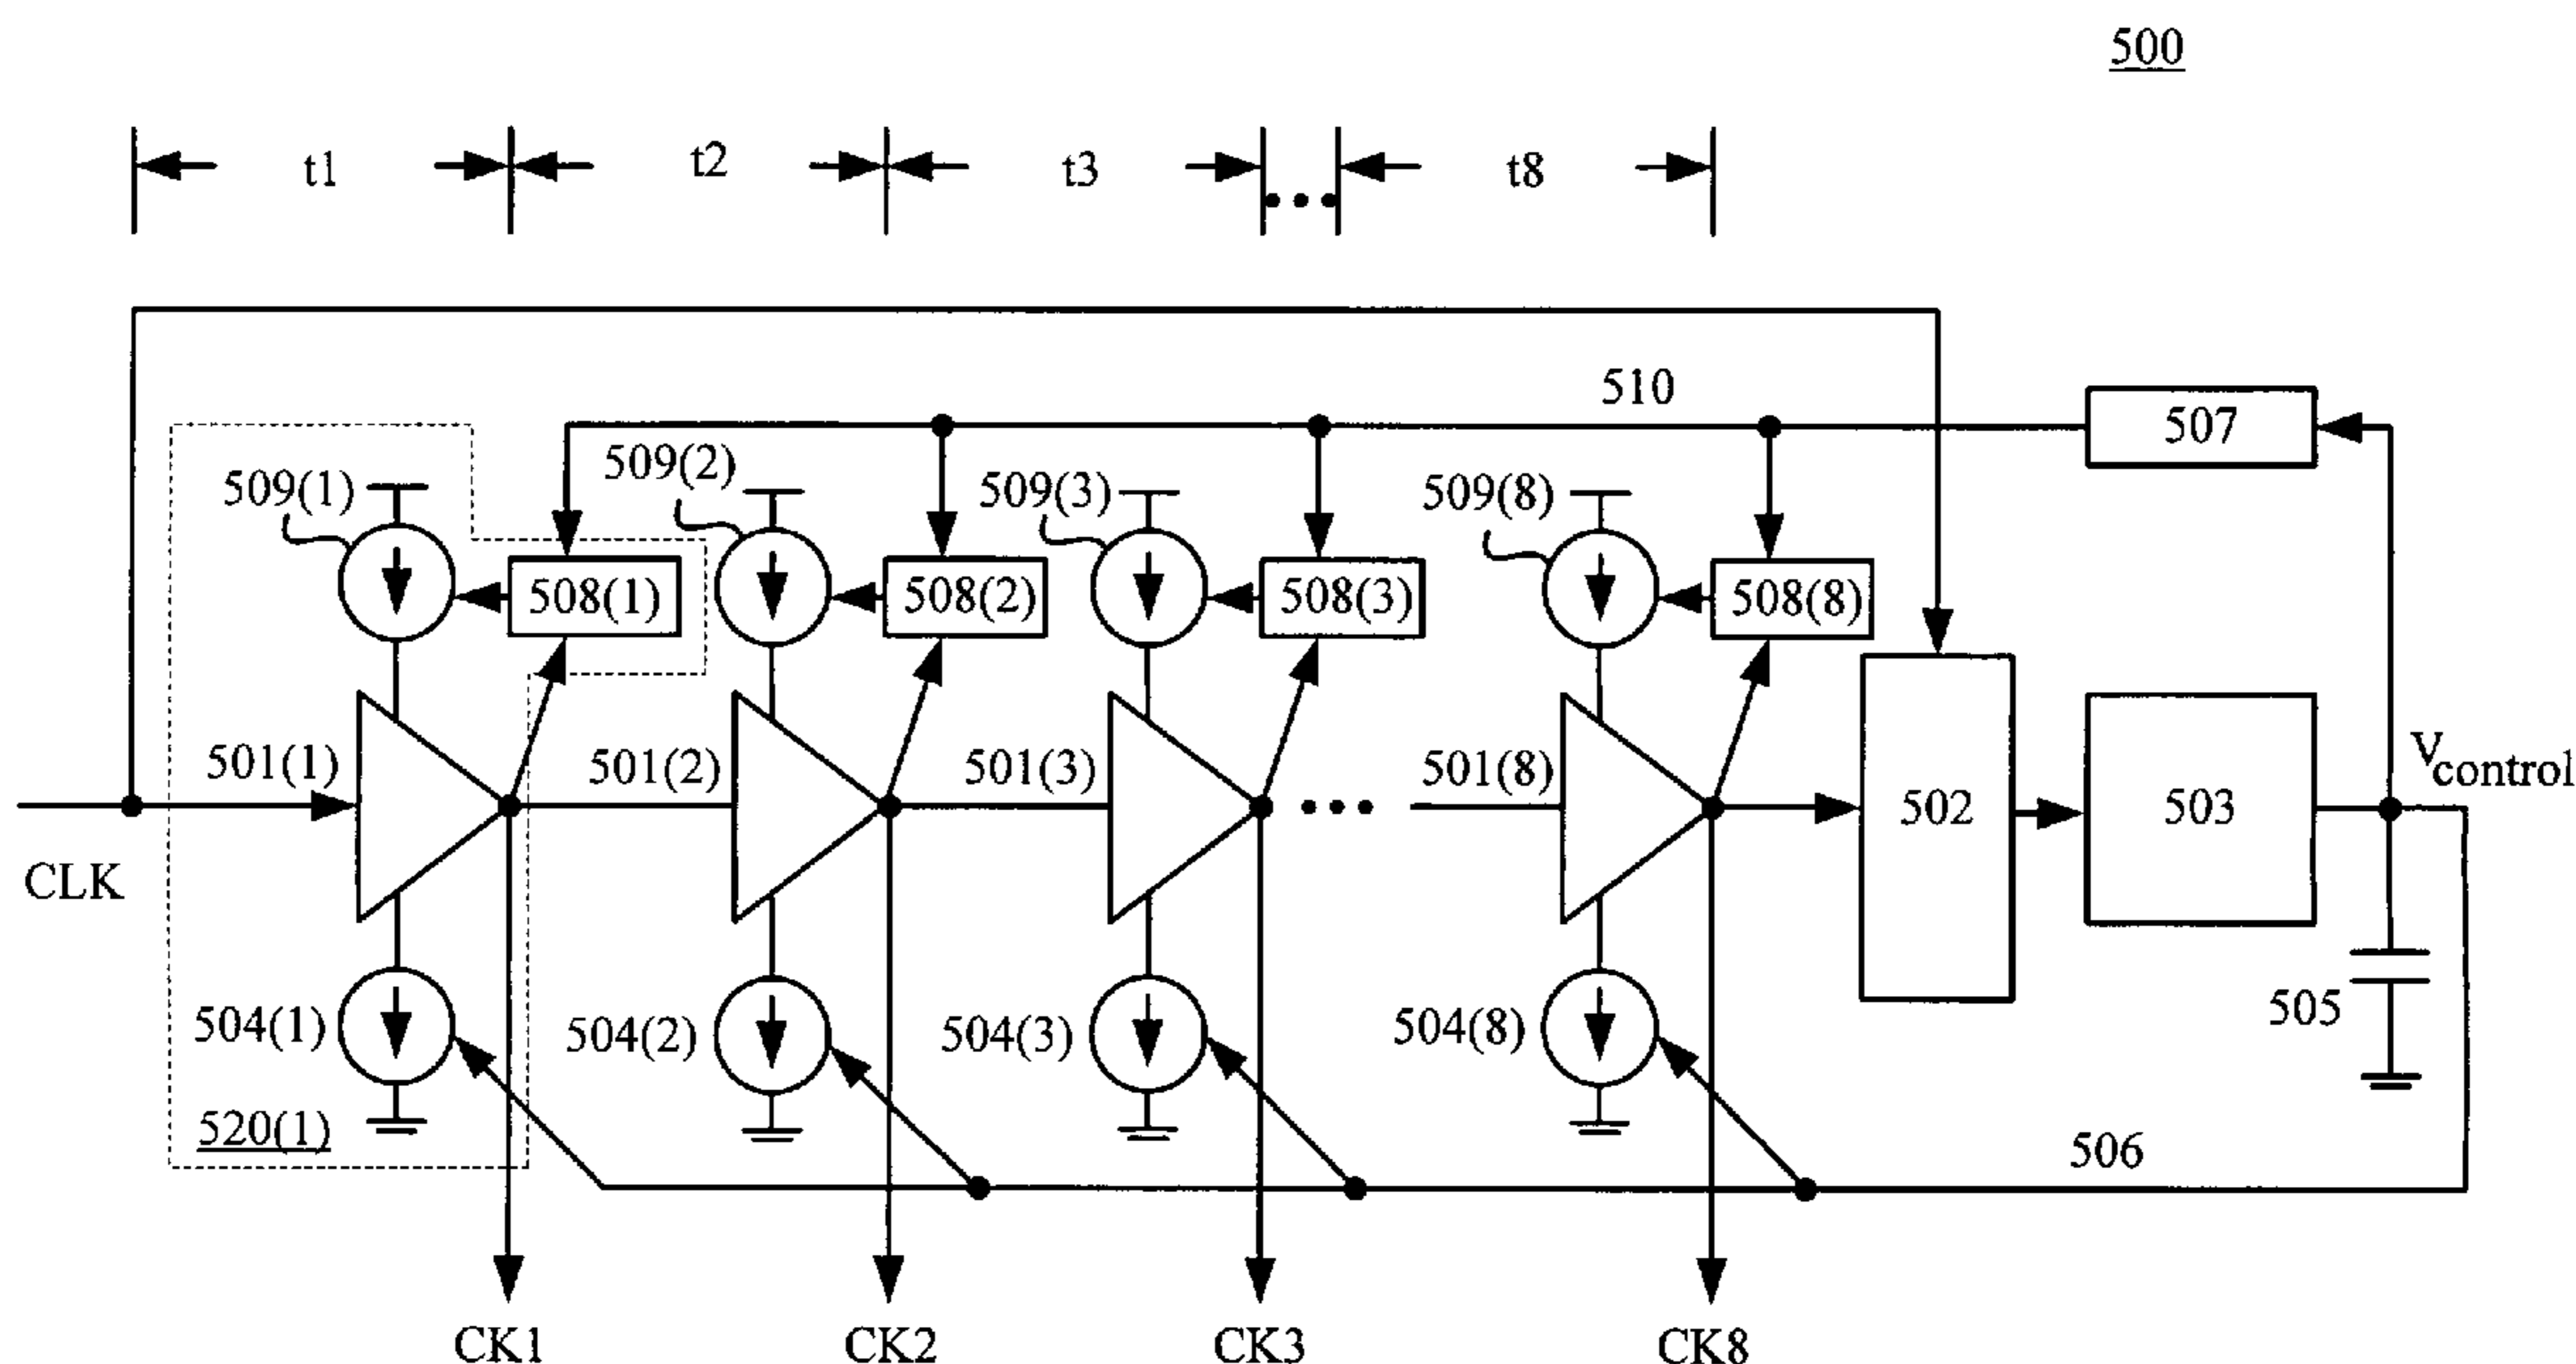 500
t1 t2 t3 ••• t8
510
507
509(1) 509(2) 509(3) 509(8)
508(1) 508(2) 508(3) 508(8)
501(1) 501(2) 501(3) ••• 501(8) 502 503 Vcontrol
CLK
504(1) 504(2) 504(3) 504(8) 505
520(1) 506
CK1 CK2 CK3 CK8